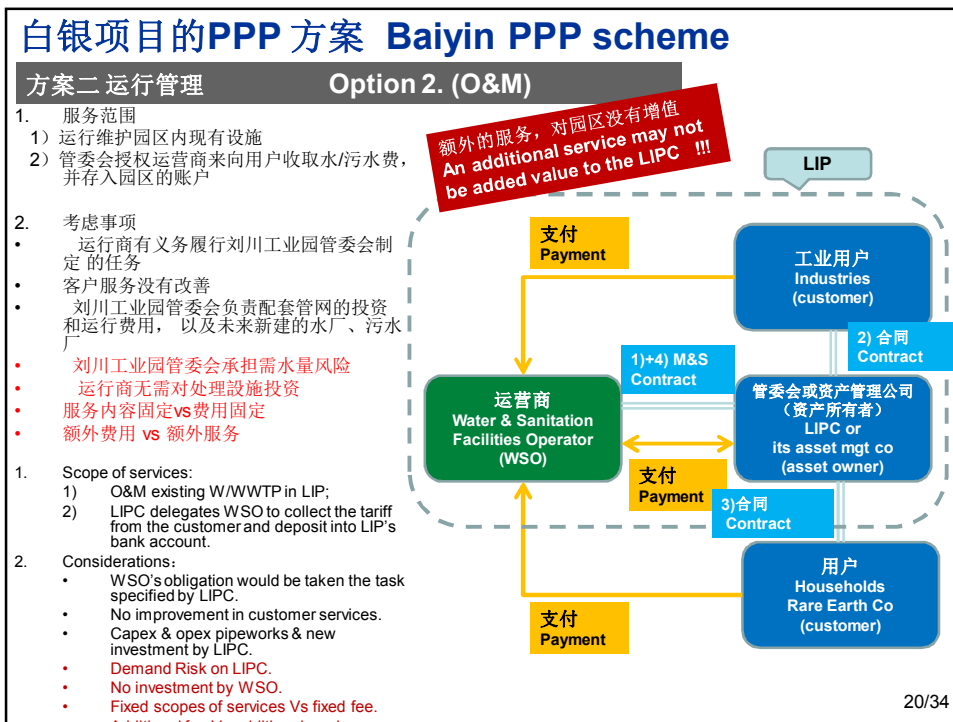 白银项目的PPP 方案 Baiyin PPP scheme
方案二 运行管理 Option 2. (O&M)
1. 服务范围
1）运行维护园区内现有设施
2）管委会授权运营商来向用户收取水/污水费，
并存入园区的账户
2. 考虑事项
• 运行商有义务履行刘川工业园管委会制
定 的任务
• 客户服务没有改善
• 刘川工业园管委会负责配套管网的投资
和运行费用， 以及未来新建的水厂、污水
厂
• 刘川工业园管委会承担需水量风险
• 运行商无需对处理設施投资
• 服务内容固定vs费用固定
• 额外费用 vs 额外服务
1. Scope of services:
1) O&M existing W/WWTP in LIP;
2) LIPC delegates WSO to collect the tariff
from the customer and deposit into LIP's
bank account.
2. Considerations：
• WSO's obligation would be taken the task
specified by LIPC.
• No improvement in customer services.
• Capex & opex pipeworks & new
investment by LIPC.
• Demand Risk on LIPC.
• No investment by WSO.
• Fixed scopes of services Vs fixed fee.
额外的服务，对园区没有增值
An additional service may not
be added value to the LIPC !!!
LIP
支付
Payment
工业用户
Industries
(customer)
2) 合同
Contract
1)+4) M&S
Contract
运营商
Water & Sanitation
Facilities Operator
(WSO)
管委会或资产管理公司
（资产所有者）
LIPC or
its asset mgt co
(asset owner)
支付
Payment
3)合同
Contract
用户
Households
Rare Earth Co
(customer)
支付
Payment
20/34